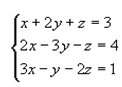 x + 2y + z = 3
2x − 3y − z = 4
3x − y − 2z = 1